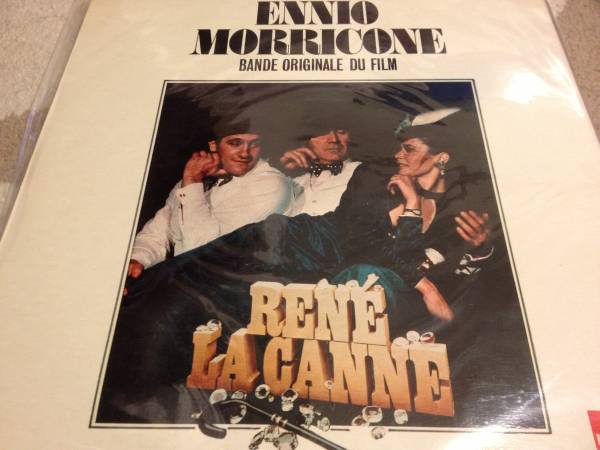 ENNIO
MORRICONE
BANDE ORIGINALE DU FILM
RENÉ
LA CANNE